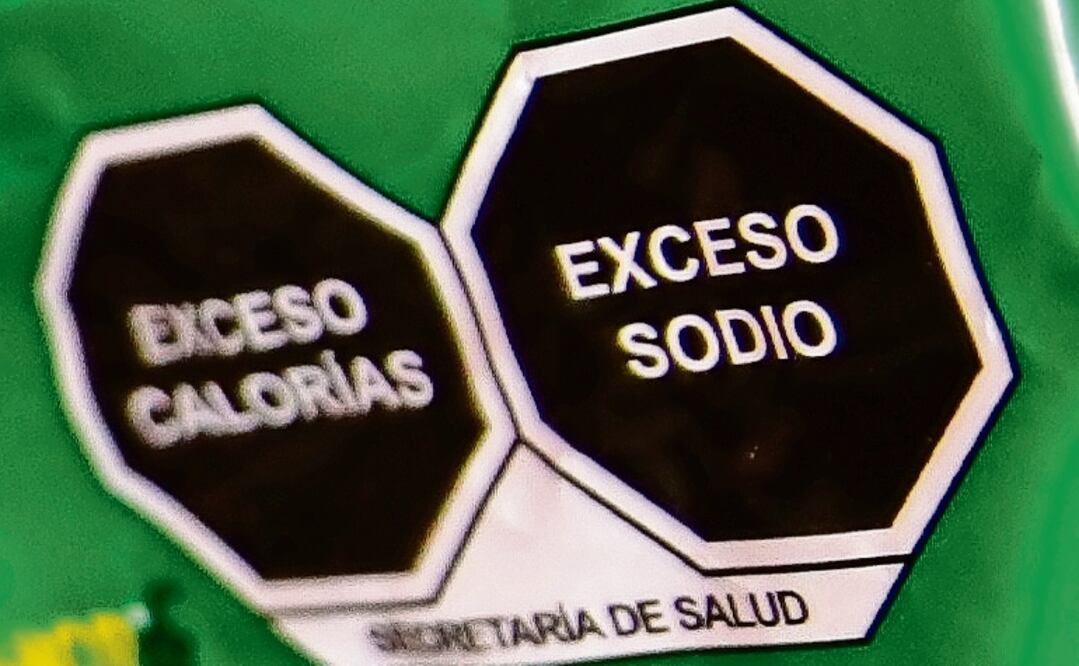 EXCESO
CALORÍAS
EXCESO
SODIO
SECRETARÍA DE SALUD